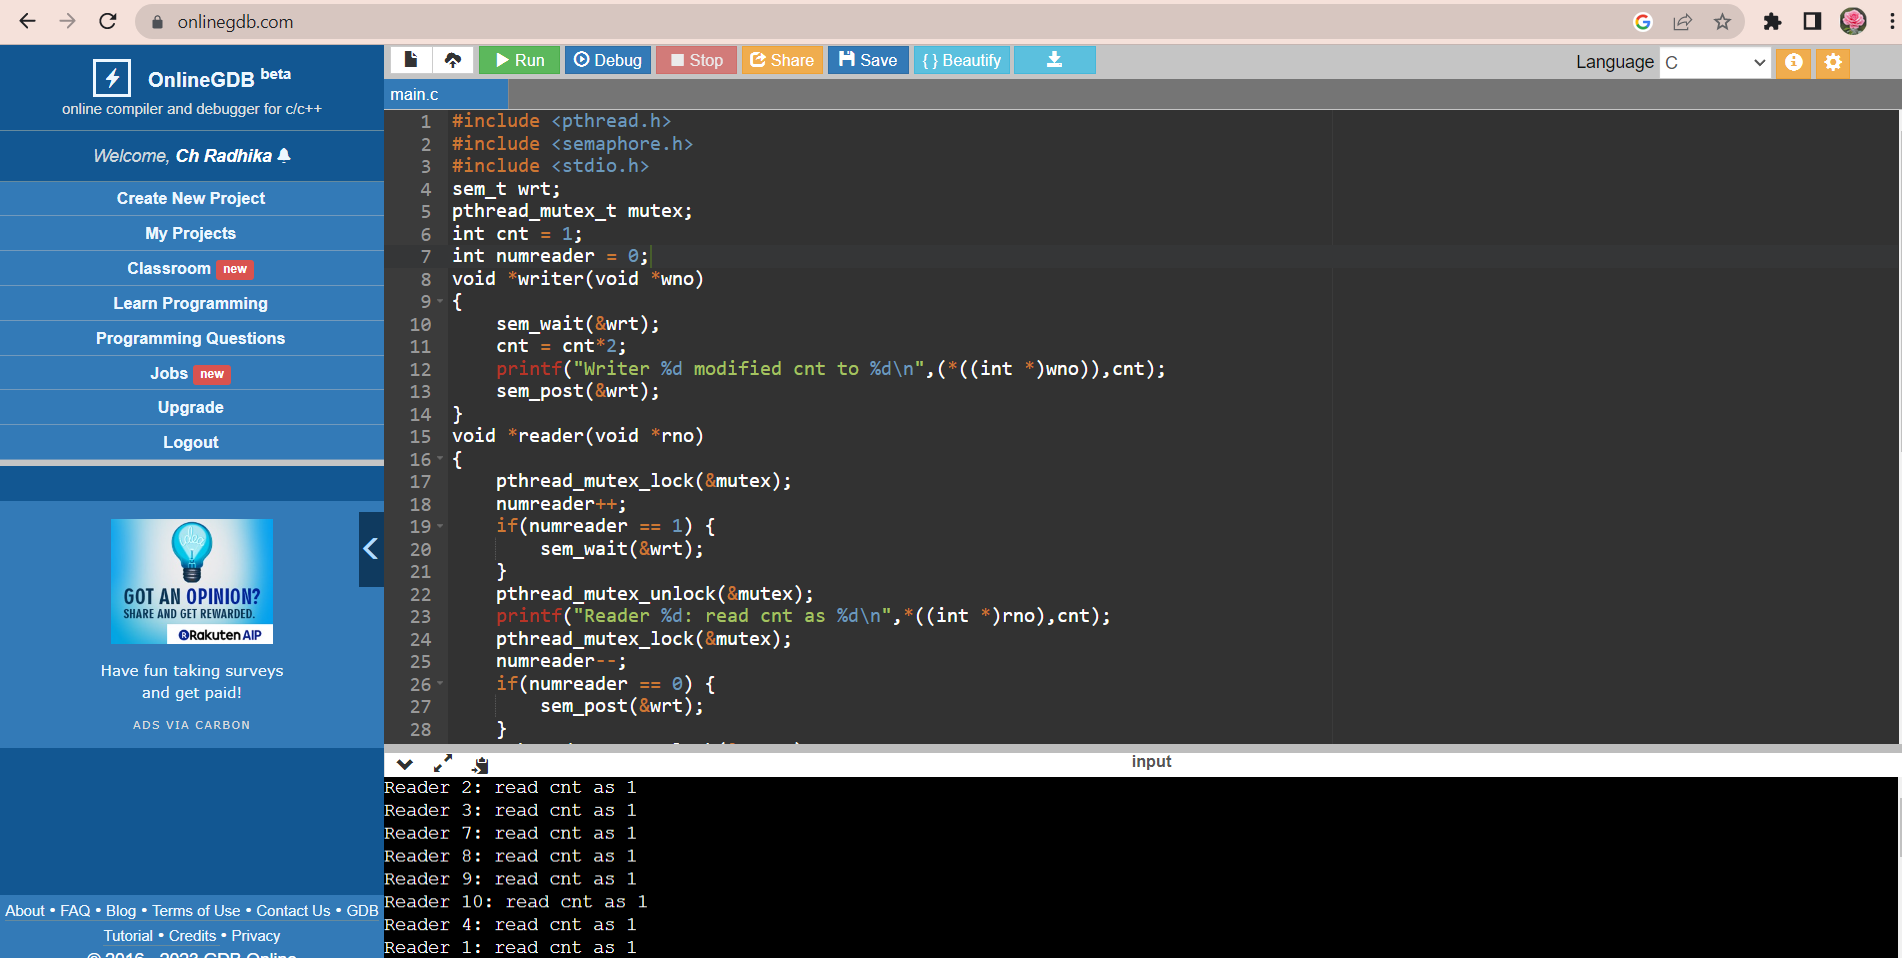 onlinegdb.com
OnlineGDB beta
online compiler and debugger for c/c++
Welcome, Ch Radhika
Create New Project
My Projects
Classroom new
Learn Programming
Programming Questions
Jobs new
Upgrade
Logout
GOT AN OPINION?
SHARE AND GET REWARDED.
Rakuten AIP
Have fun taking surveys
and get paid!
ADS VIA CARBON
About • FAQ • Blog • Terms of Use • Contact Us • GDB
Tutorial • Credits • Privacy
© 2016 - 2023 GDB Online
Run Debug Stop Share Save { } Beautify
Language C
main.c
1 #include <pthread.h>
2 #include <semaphore.h>
3 #include <stdio.h>
4 sem_t wrt;
5 pthread_mutex_t mutex;
6 int cnt = 1;
7 int numreader = 0;
8 void *writer(void *wno)
9 {
10 sem_wait(&wrt);
11 cnt = cnt*2;
12 printf("Writer %d modified cnt to %d\n",(*((int *)wno)),cnt);
13 sem_post(&wrt);
14 }
15 void *reader(void *rno)
16 {
17 pthread_mutex_lock(&mutex);
18 numreader++;
19 if(numreader == 1) {
20 sem_wait(&wrt);
21 }
22 pthread_mutex_unlock(&mutex);
23 printf("Reader %d: read cnt as %d\n",*((int *)rno),cnt);
24 pthread_mutex_lock(&mutex);
25 numreader--;
26 if(numreader == 0) {
27 sem_post(&wrt);
28 }
input
Reader 2: read cnt as 1
Reader 3: read cnt as 1
Reader 7: read cnt as 1
Reader 8: read cnt as 1
Reader 9: read cnt as 1
Reader 10: read cnt as 1
Reader 4: read cnt as 1
Reader 1: read cnt as 1